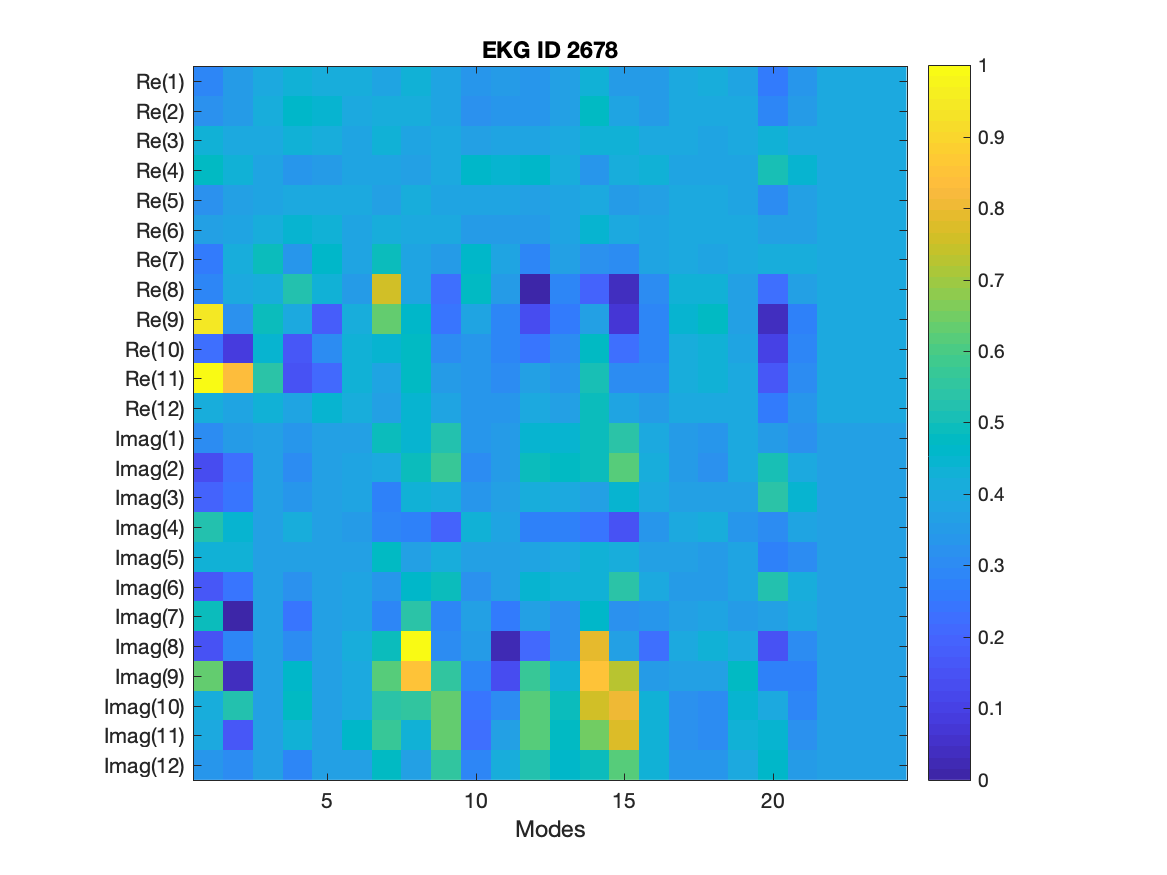 EKG ID 2678
Re(1)
Re(2)
Re(3)
Re(4)
Re(5)
Re(6)
Re(7)
Re(8)
Re(9)
Re(10)
Re(11)
Re(12)
Imag(1)
Imag(2)
Imag(3)
Imag(4)
Imag(5)
Imag(6)
Imag(7)
Imag(8)
Imag(9)
Imag(10)
Imag(11)
Imag(12)
5 10 15 20
Modes
1
0.9
0.8
0.7
0.6
0.5
0.4
0.3
0.2
0.1
0